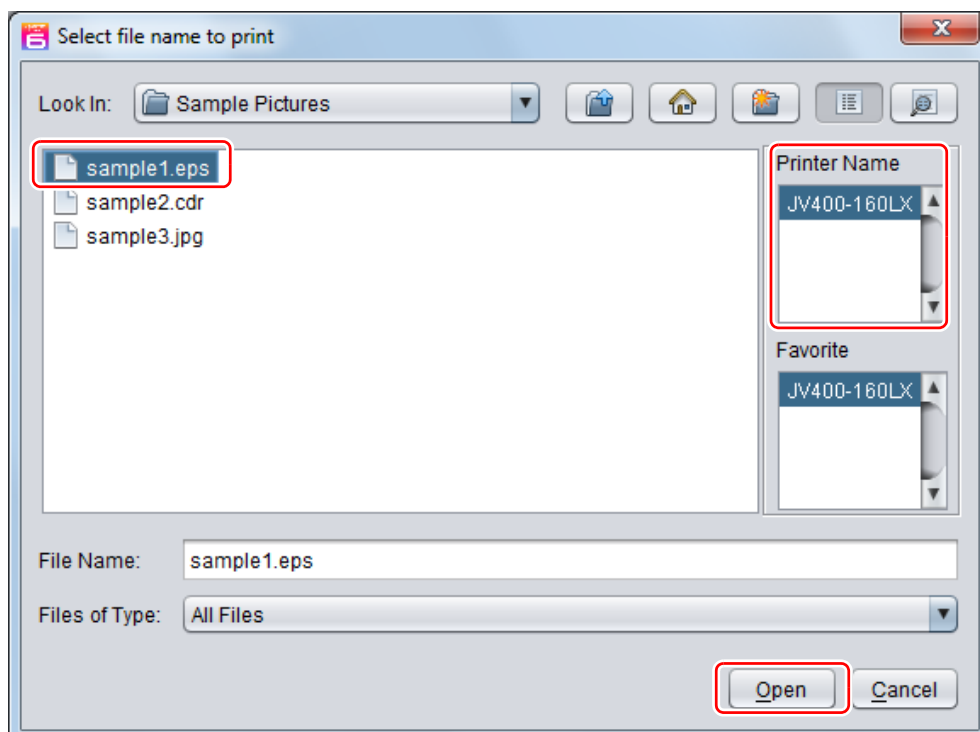 Select file name to print
Look In: Sample Pictures
sample1.eps
sample2.cdr
sample3.jpg
Printer Name
JV400-160LX
Favorite
JV400-160LX
File Name: sample1.eps
Files of Type: All Files
Open Cancel